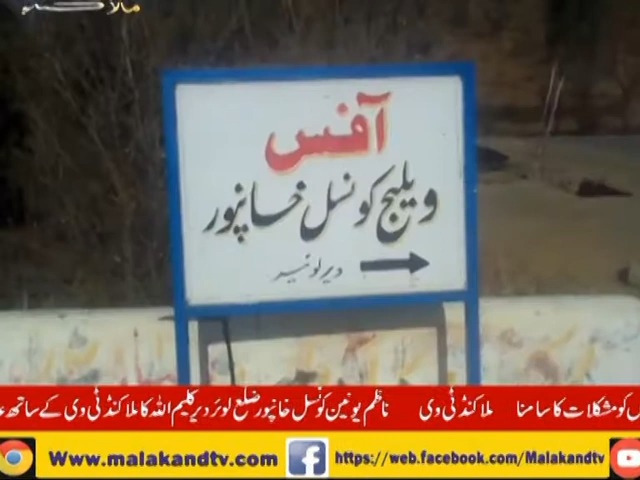 ملاکنڈ
آفس
ویلیج کونسل خانپور
دیر لوئیر
کو مشکلات کا سامنا ملاکنڈ ٹی وی ناظم یونین کونسل خانپور ضلع لوئر دیر کلیم اللہ کا ملاکنڈ ٹی وی کے ساتھ
Www.malakandtv.com
https://web.facebook.com/Malakandtv